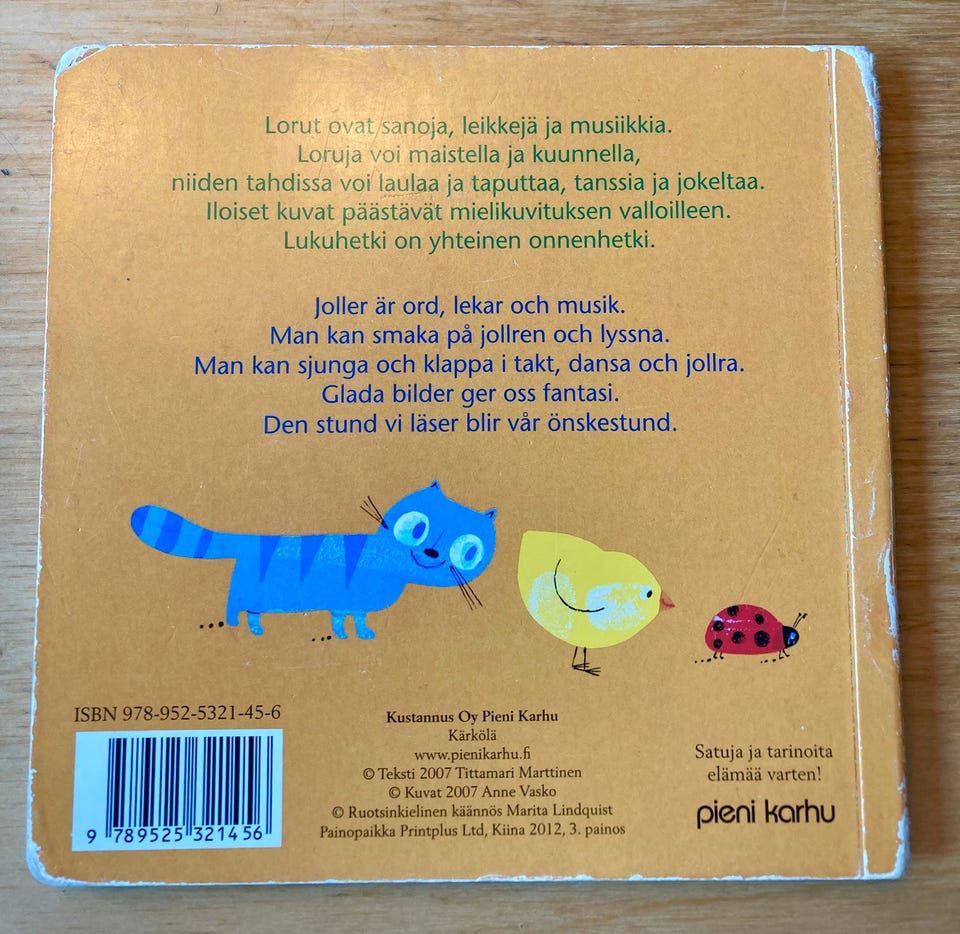 Lorut ovat sanoja, leikkejä ja musiikkia.
Loruja voi maistella ja kuunnella,
niiden tahdissa voi laulaa ja taputtaa, tanssia ja jokeltaa.
Iloiset kuvat päästävät mielikuvituksen valloilleen.
Lukuhetki on yhteinen onnenhetki.
Joller är ord, lekar och musik.
Man kan smaka på jollren och lyssna.
Man kan sjunga och klappa i takt, dansa och jollra.
Glada bilder ger oss fantasi.
Den stund vi läser blir vår önskestund.
ISBN 978-952-5321-45-6
9 789525 321456
Kustannus Oy Pieni Karhu
Kärkölä
www.pienikarhu.fi
© Teksti 2007 Tittamari Marttinen
© Kuvat 2007 Anne Vasko
© Ruotsinkielinen käännös Marita Lindquist
Painopaikka Printplus Ltd, Kiina 2012, 3. painos
Satuja ja tarinoita
elämää varten!
pieni karhu